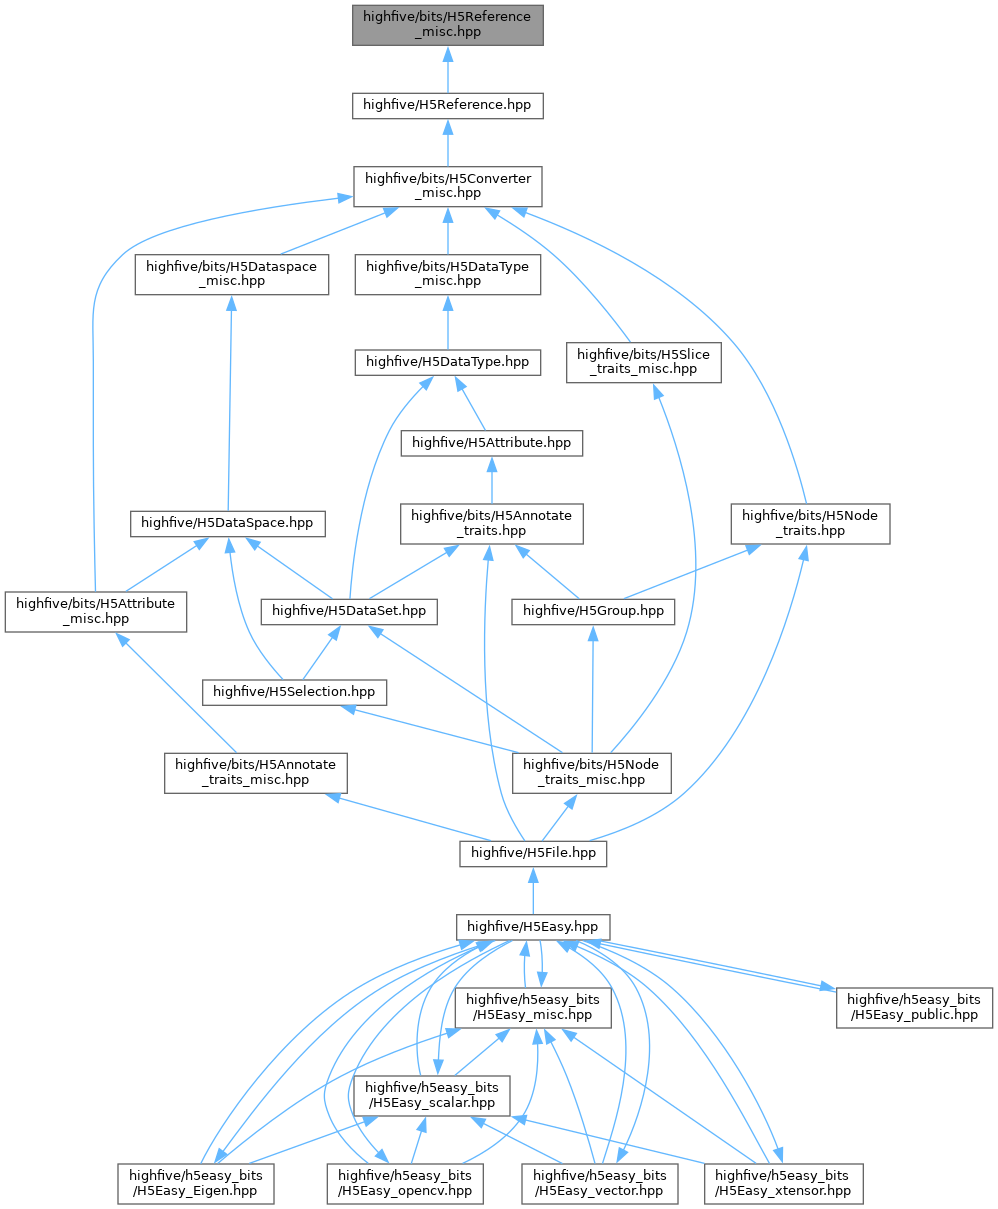 highfive/bits/H5Reference
_misc.hpp
highfive/H5Reference.hpp
highfive/bits/H5Converter
_misc.hpp
highfive/bits/H5Dataspace
_misc.hpp
highfive/bits/H5DataType
_misc.hpp
highfive/H5DataType.hpp
highfive/bits/H5Slice
_traits_misc.hpp
highfive/H5Attribute.hpp
highfive/H5DataSpace.hpp
highfive/bits/H5Annotate
_traits.hpp
highfive/bits/H5Node
_traits.hpp
highfive/bits/H5Attribute
_misc.hpp
highfive/H5DataSet.hpp
highfive/H5Group.hpp
highfive/H5Selection.hpp
highfive/bits/H5Annotate
_traits_misc.hpp
highfive/bits/H5Node
_traits_misc.hpp
highfive/H5File.hpp
highfive/H5Easy.hpp
highfive/h5easy_bits
/H5Easy_misc.hpp
highfive/h5easy_bits
/H5Easy_public.hpp
highfive/h5easy_bits
/H5Easy_scalar.hpp
highfive/h5easy_bits
/H5Easy_Eigen.hpp
highfive/h5easy_bits
/H5Easy_opencv.hpp
highfive/h5easy_bits
/H5Easy_vector.hpp
highfive/h5easy_bits
/H5Easy_xtensor.hpp